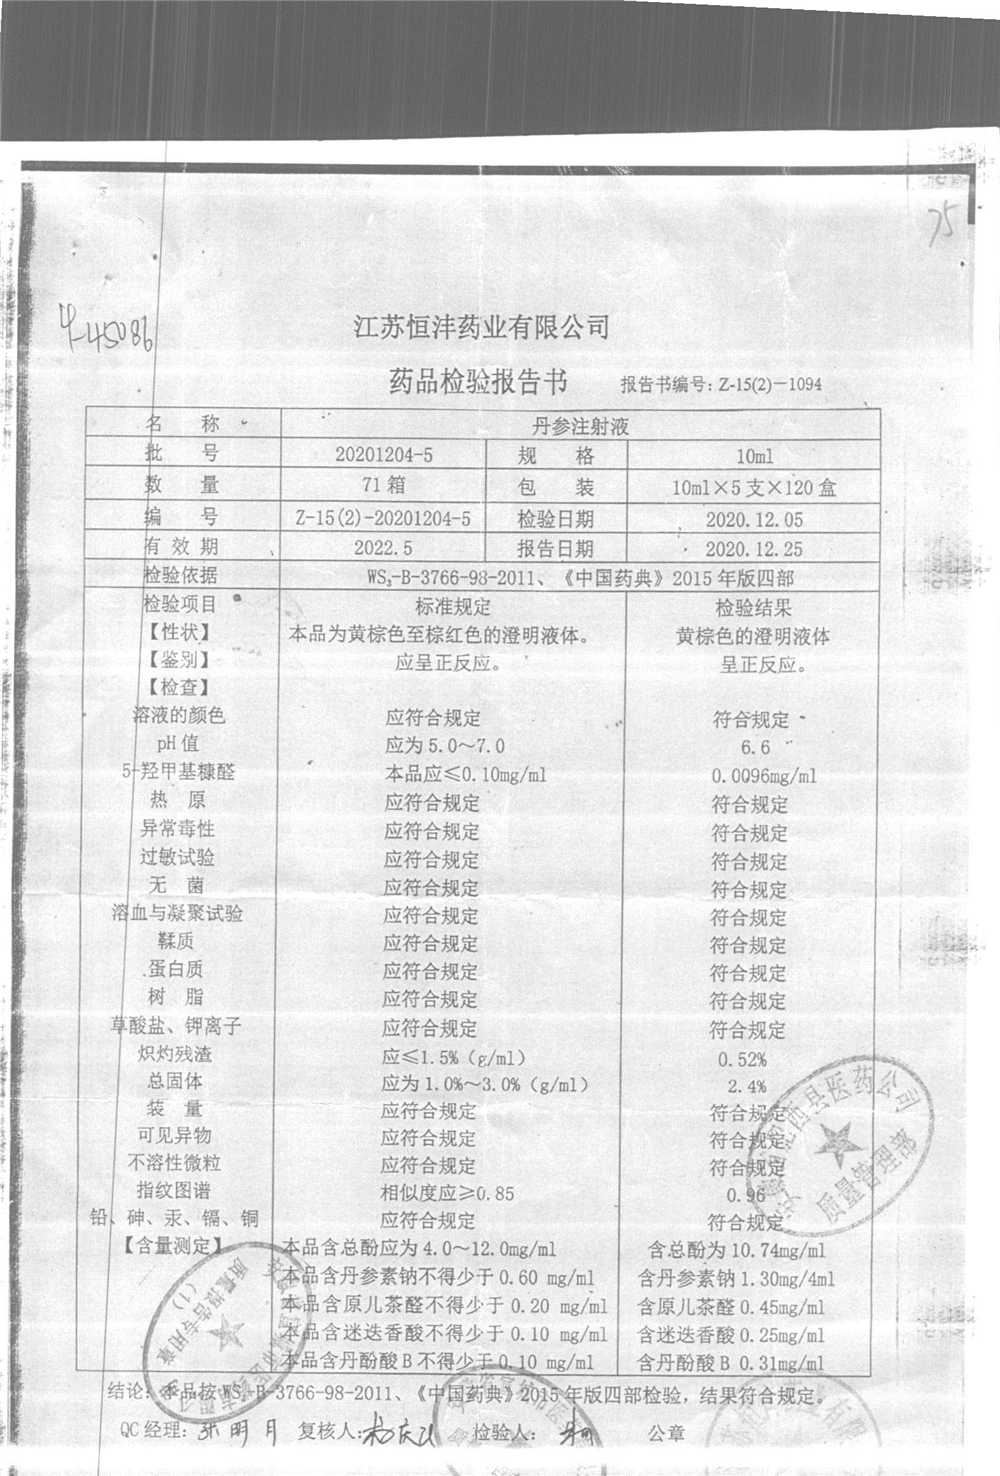 75
45086
江苏恒沣药业有限公司
药品检验报告书 报告书编号: Z-15(2)-1094
名 称 丹参注射液
批 号 20201204-5 规 格 10ml
数 量 71箱 包 装 10ml×5支×120盒
编 号 Z-15(2)-20201204-5 检验日期 2020.12.05
有效期 2022.5 报告日期 2020.12.25
检验依据 WS₃-B-3766-98-2011、《中国药典》2015年版四部
检验项目 标准规定 检验结果
【性状】 本品为黄棕色至棕红色的澄明液体。 黄棕色的澄明液体
【鉴别】 应呈正反应。 呈正反应。
【检查】
溶液的颜色 应符合规定 符合规定
pH值 应为5.0～7.0 6.6
5-羟甲基糠醛 本品应≤0.10mg/ml 0.0096mg/ml
热 原 应符合规定 符合规定
异常毒性 应符合规定 符合规定
过敏试验 应符合规定 符合规定
无 菌 应符合规定 符合规定
溶血与凝聚试验 应符合规定 符合规定
鞣质 应符合规定 符合规定
蛋白质 应符合规定 符合规定
树 脂 应符合规定 符合规定
草酸盐、钾离子 应符合规定 符合规定
炽灼残渣 应≤1.5%（g/ml） 0.52%
总固体 应为1.0%～3.0%（g/ml） 2.4%
装 量 应符合规定 符合规定
可见异物 应符合规定 符合规定
不溶性微粒 应符合规定 符合规定
指纹图谱 相似度应≥0.85 0.96
铅、砷、汞、镉、铜 应符合规定 符合规定
【含量测定】 本品含总酚应为4.0～12.0mg/ml 含总酚为10.74mg/ml
本品含丹参素钠不得少于0.60 mg/ml 含丹参素钠1.30mg/4ml
本品含原儿茶醛不得少于0.20 mg/ml 含原儿茶醛0.45mg/ml
本品含迷迭香酸不得少于0.10 mg/ml 含迷迭香酸0.25mg/ml
本品含丹酚酸B不得少于0.10 mg/ml 含丹酚酸B 0.31mg/ml
结论: 本品按WS₃-B-3766-98-2011、《中国药典》2015年版四部检验，结果符合规定。
QC经理: 张明月 复核人: 检验人: 公章
肥西县医药公司
质量管理部
质量报告专用章
(1)